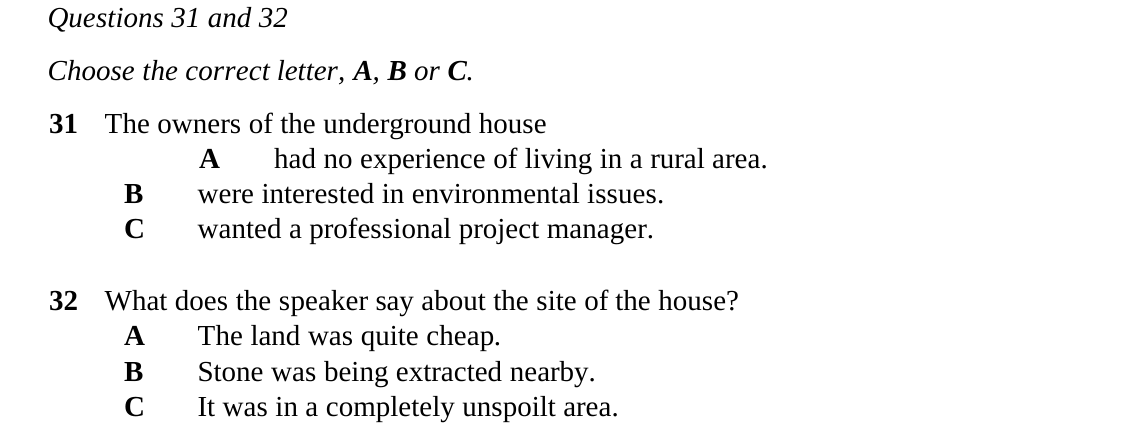 Questions 31 and 32
Choose the correct letter, A, B or C.
31 The owners of the underground house
A had no experience of living in a rural area.
B were interested in environmental issues.
C wanted a professional project manager.
32 What does the speaker say about the site of the house?
A The land was quite cheap.
B Stone was being extracted nearby.
C It was in a completely unspoilt area.